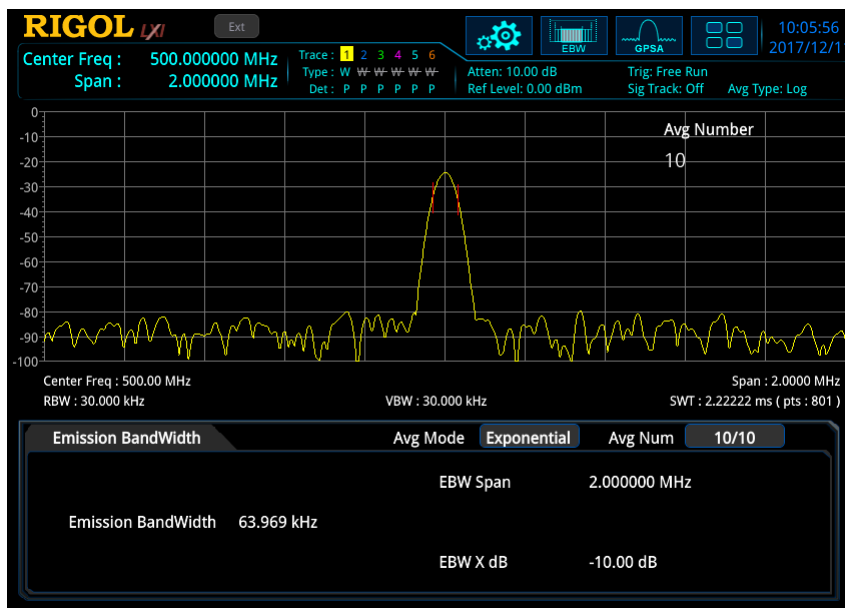 RIGOL LXI Ext
EBW GPSA 10:05:56
2017/12/1
Center Freq : 500.000000 MHz
Span : 2.000000 MHz
Trace : 1 2 3 4 5 6
Type : W W W W W W
Det : P P P P P P
Atten: 10.00 dB Trig: Free Run
Ref Level: 0.00 dBm Sig Track: Off Avg Type: Log
0
-10
-20
-30
-40
-50
-60
-70
-80
-90
-100
Avg Number
10
Center Freq : 500.00 MHz Span : 2.0000 MHz
RBW : 30.000 kHz VBW : 30.000 kHz SWT : 2.22222 ms ( pts : 801 )
Emission BandWidth Avg Mode Exponential Avg Num 10/10
EBW Span 2.000000 MHz
Emission BandWidth 63.969 kHz
EBW X dB -10.00 dB